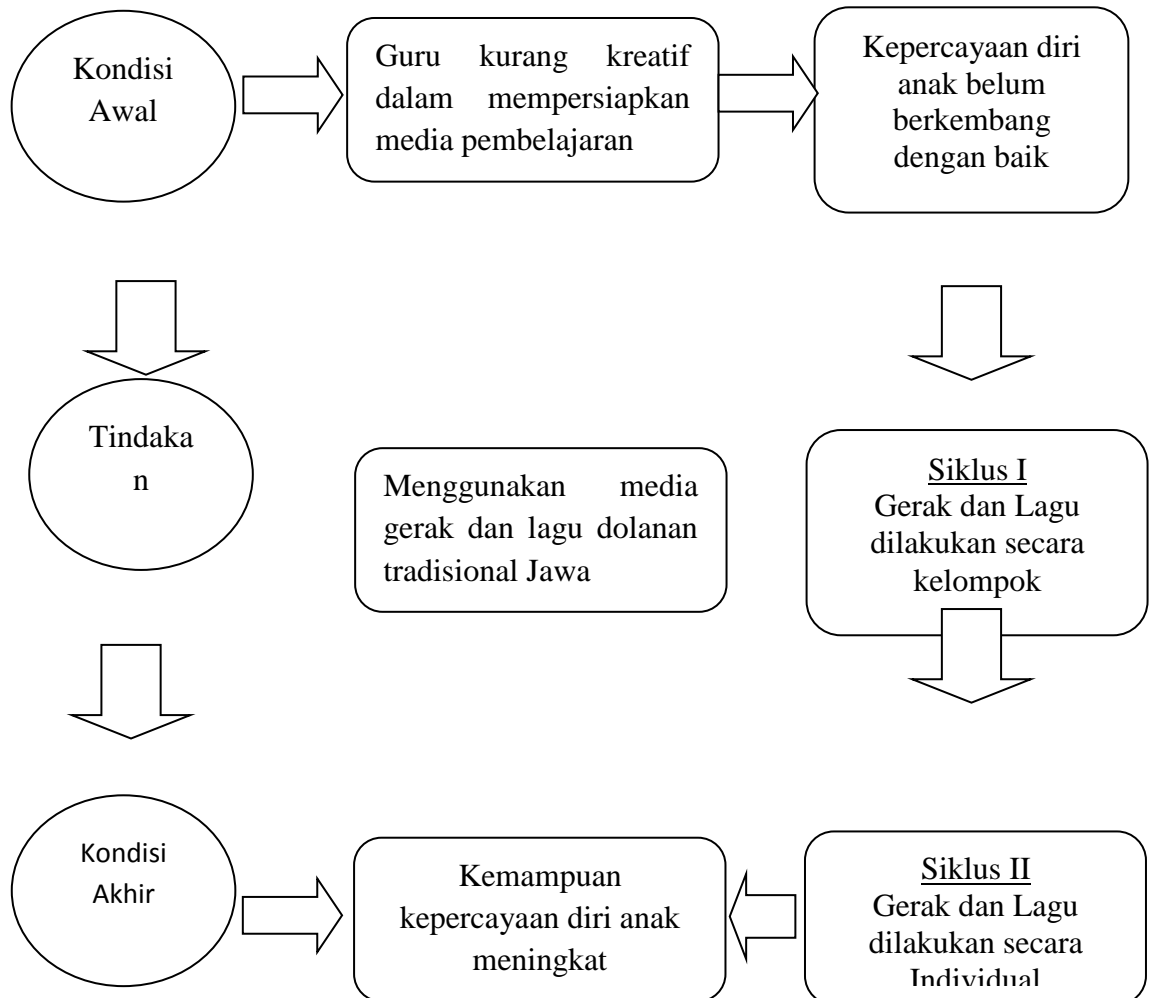 Kondisi
Awal
Guru kurang kreatif
dalam mempersiapkan
media pembelajaran
Kepercayaan diri
anak belum
berkembang
dengan baik
Tindaka
n
Menggunakan media
gerak dan lagu dolanan
tradisional Jawa
Siklus I
Gerak dan Lagu
dilakukan secara
kelompok
Kondisi
Akhir
Kemampuan
kepercayaan diri anak
meningkat
Siklus II
Gerak dan Lagu
dilakukan secara
Individual